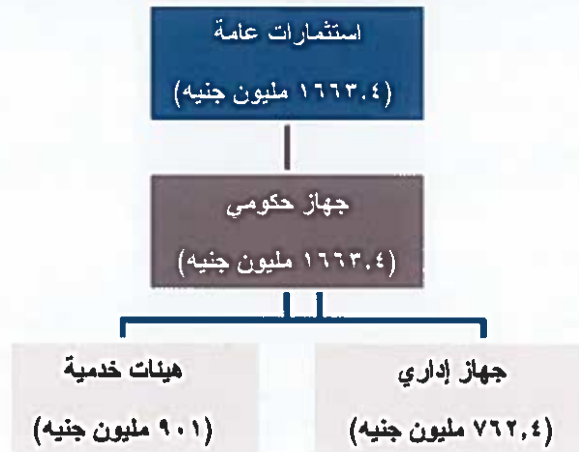 استثمارات عامة
(١٦٦٣.٤ مليون جنيه)
جهاز حكومي
(١٦٦٣.٤ مليون جنيه)
جهاز إداري
(٧٦٢,٤ مليون جنيه)
هيئات خدمية
(٩٠١ مليون جنيه)